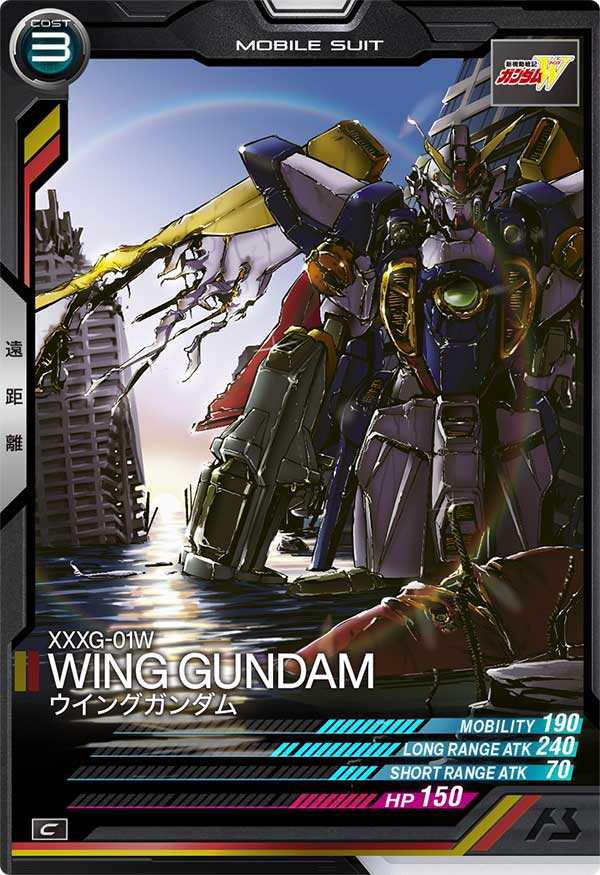 COST
3
MOBILE SUIT
新機動戦記
ガンダムW
遠距離
XXXG-01W
WING GUNDAM
ウイングガンダム
MOBILITY 190
LONG RANGE ATK 240
SHORT RANGE ATK 70
HP 150
C